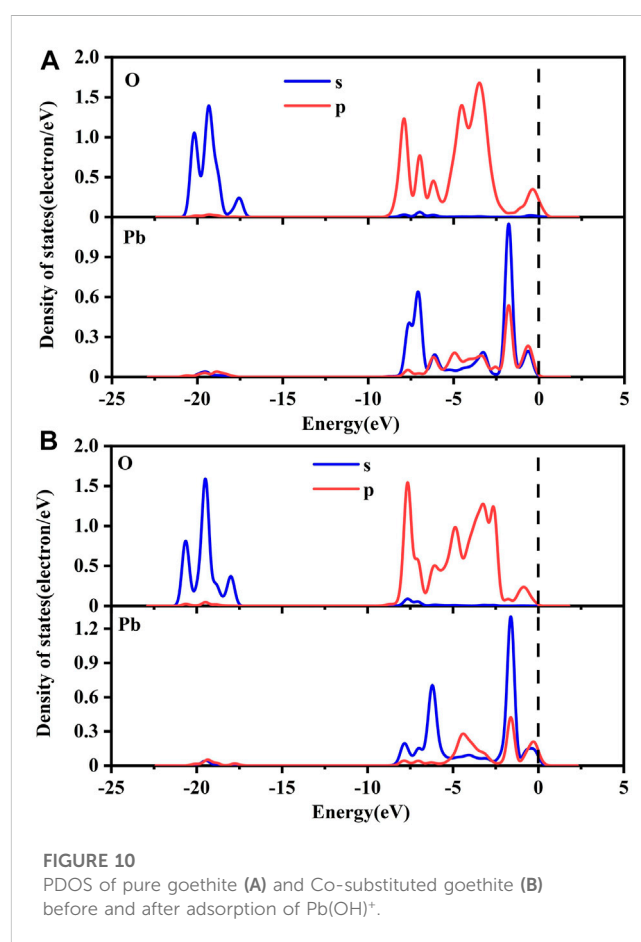 A
O
s
p
2.0
1.5
1.0
0.5
0
Density of states(electron/eV)
Pb
0.9
0.6
0.3
0
-25 -20 -15 -10 -5 0 5
Energy(eV)
B
O
s
p
2.0
1.5
1.0
0.5
0
Density of states(electron/eV)
Pb
1.2
0.9
0.6
0.3
0
-25 -20 -15 -10 -5 0 5
Energy(eV)
FIGURE 10
PDOS of pure goethite (A) and Co-substituted goethite (B)
before and after adsorption of Pb(OH)⁺.